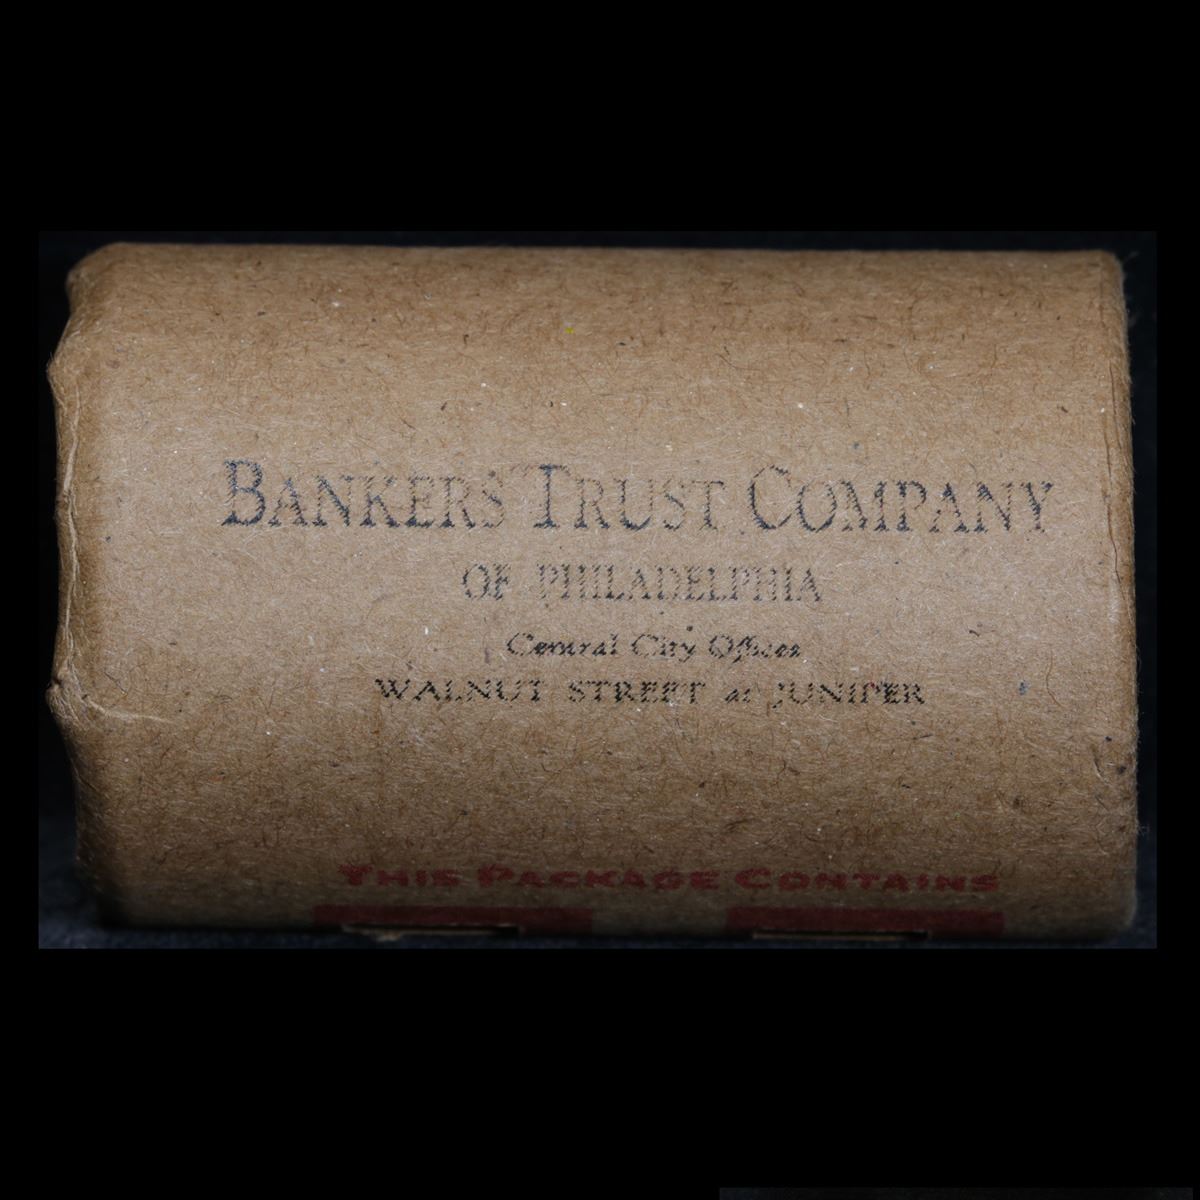 BANKERS TRUST COMPANY
OF PHILADELPHIA
Central City Offices
WALNUT STREET at JUNIPER
THIS PACKAGE CONTAINS